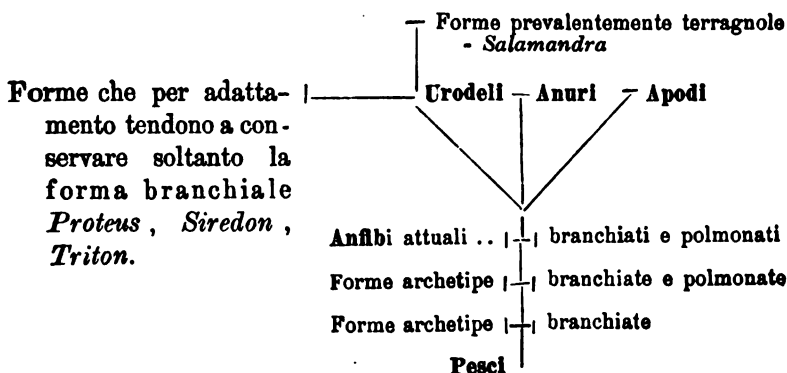 Forme prevalentemente terragnole
- Salamandra
Forme che per adatta-
mento tendono a con-
servare soltanto la
forma branchiale
Proteus, Siredon,
Triton.
Urodeli – Anuri – Apodi
Anfibi attuali .. branchiati e polmonati
Forme archetipe branchiate e polmonate
Forme archetipe branchiate
Pesci